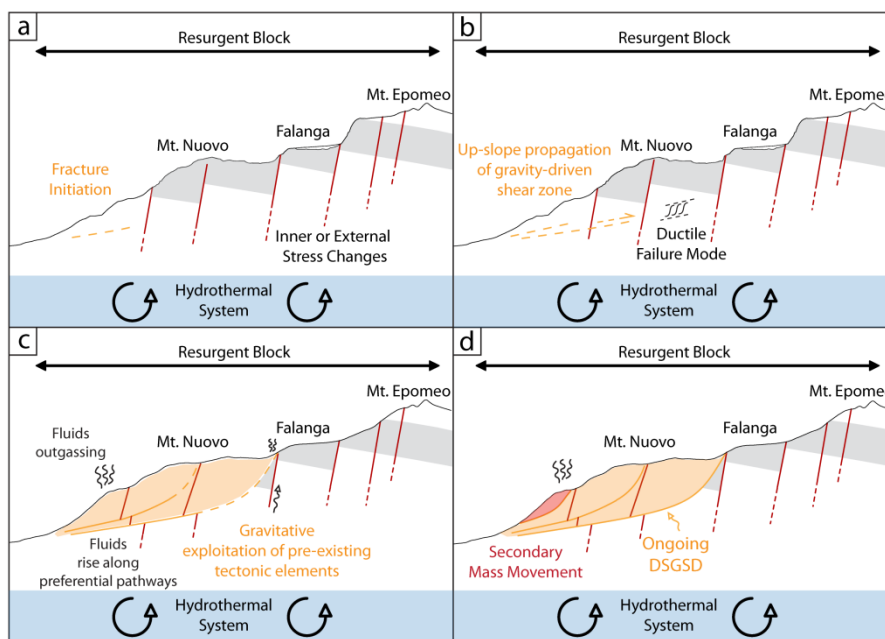 a
Resurgent Block
Mt. Epomeo
Falanga
Mt. Nuovo
Fracture
Initiation
Inner or External
Stress Changes
Hydrothermal
System
b
Resurgent Block
Mt. Epomeo
Falanga
Mt. Nuovo
Up-slope propagation
of gravity-driven
shear zone
Ductile
Failure Mode
Hydrothermal
System
c
Resurgent Block
Mt. Epomeo
Falanga
Mt. Nuovo
Fluids
outgassing
Fluids
rise along
preferential pathways
Gravitative
exploitation of pre-existing
tectonic elements
Hydrothermal
System
d
Resurgent Block
Mt. Epomeo
Falanga
Mt. Nuovo
Secondary
Mass Movement
Ongoing
DSGSD
Hydrothermal
System